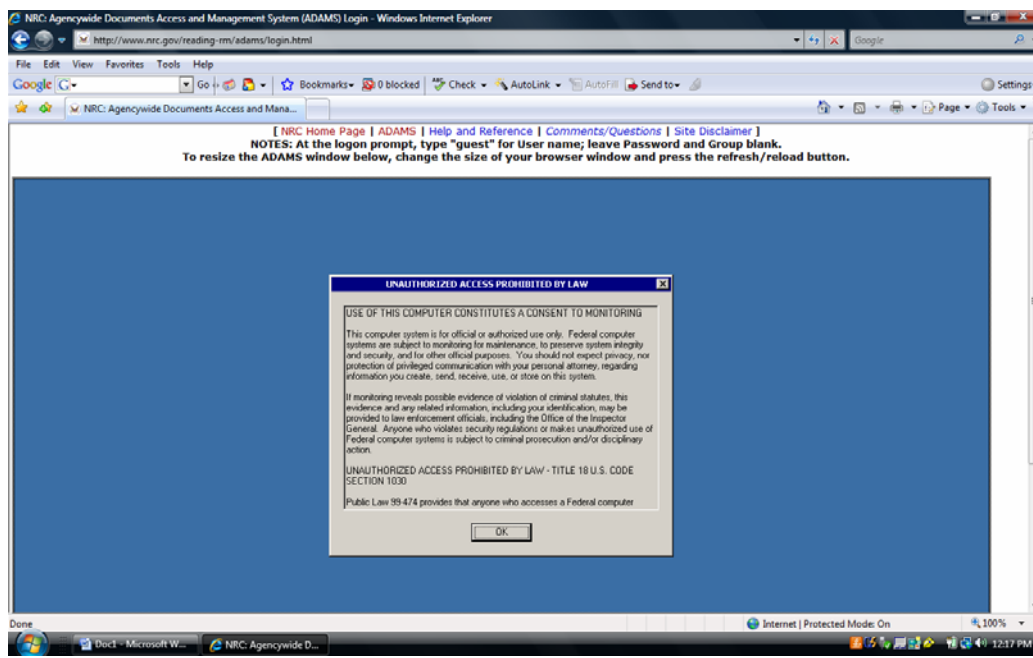 NRC: Agencywide Documents Access and Management System (ADAMS) Login - Windows Internet Explorer
http://www.nrc.gov/reading-rm/adams/login.html
Google
File Edit View Favorites Tools Help
Google G Go Bookmarks 0 blocked Check AutoLink AutoFill Send to Settings
NRC: Agencywide Documents Access and Mana... Page Tools
[ NRC Home Page | ADAMS | Help and Reference | Comments/Questions | Site Disclaimer ]
NOTES: At the logon prompt, type "guest" for User name; leave Password and Group blank.
To resize the ADAMS window below, change the size of your browser window and press the refresh/reload button.
UNAUTHORIZED ACCESS PROHIBITED BY LAW
USE OF THIS COMPUTER CONSTITUTES A CONSENT TO MONITORING
This computer system is for official or authorized use only. Federal computer
systems are subject to monitoring for maintenance, to preserve system integrity
and security, and for other official purposes. You should not expect privacy, nor
protection of privileged communication with your personal attorney, regarding
information you create, send, receive, use, or store on this system.
If monitoring reveals possible evidence of violation of criminal statutes, this
evidence and any related information, including your identification, may be
provided to law enforcement officials, including the Office of the Inspector
General. Anyone who violates security regulations or makes unauthorized use of
Federal computer systems is subject to criminal prosecution and/or disciplinary
action.
UNAUTHORIZED ACCESS PROHIBITED BY LAW - TITLE 18 U.S. CODE
SECTION 1030
Public Law 99-474 provides that anyone who accesses a Federal computer
OK
Done Internet | Protected Mode: On 100%
Doc1 - Microsoft W... NRC: Agencywide D... 12:17 PM